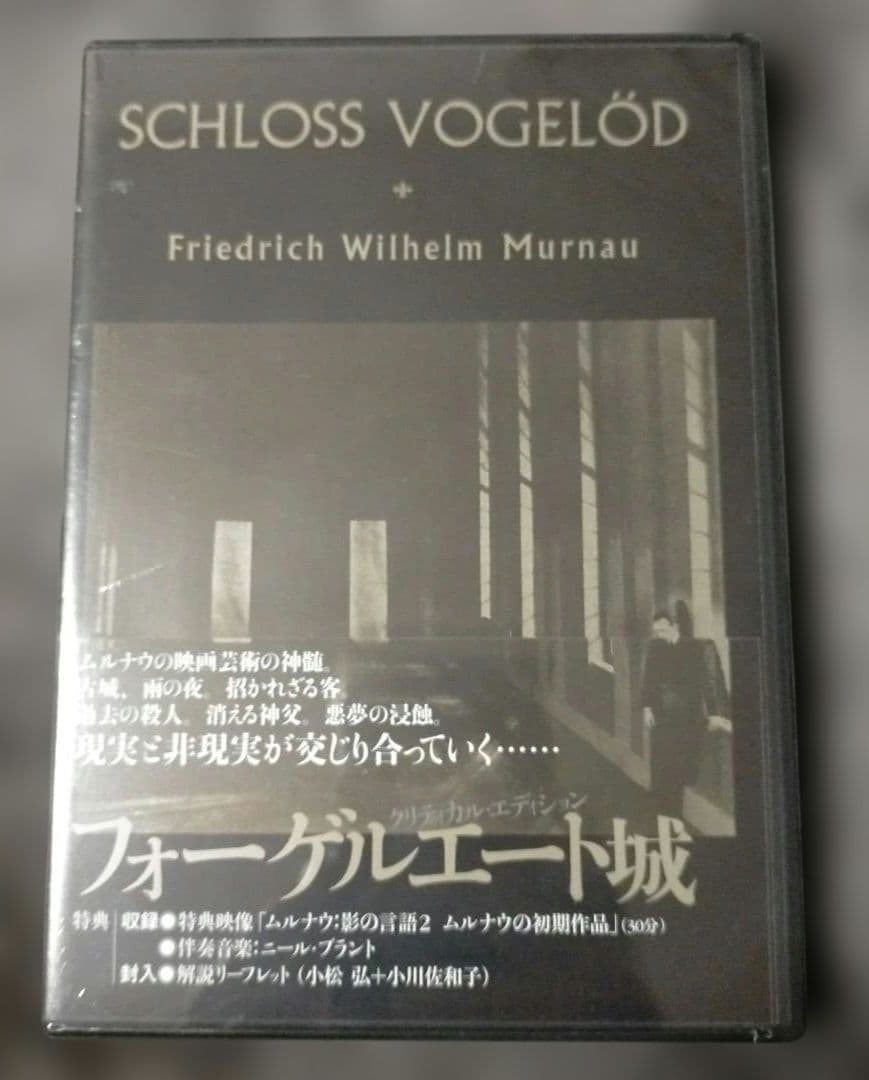 SCHLOSS VOGELÖD
Friedrich Wilhelm Murnau
ムルナウの映画芸術の神髄。
古城、雨の夜。招かれざる客。
過去の殺人。消える神父。悪夢の浸蝕。
現実と非現実が交じり合っていく……
クリティカル・エディション
フォーゲルエート城
特典 収録●特典映像「ムルナウ:影の言語2 ムルナウの初期作品」(30分)
●伴奏音楽:ニール・ブラント
封入●解説リーフレット(小松 弘+小川佐和子)